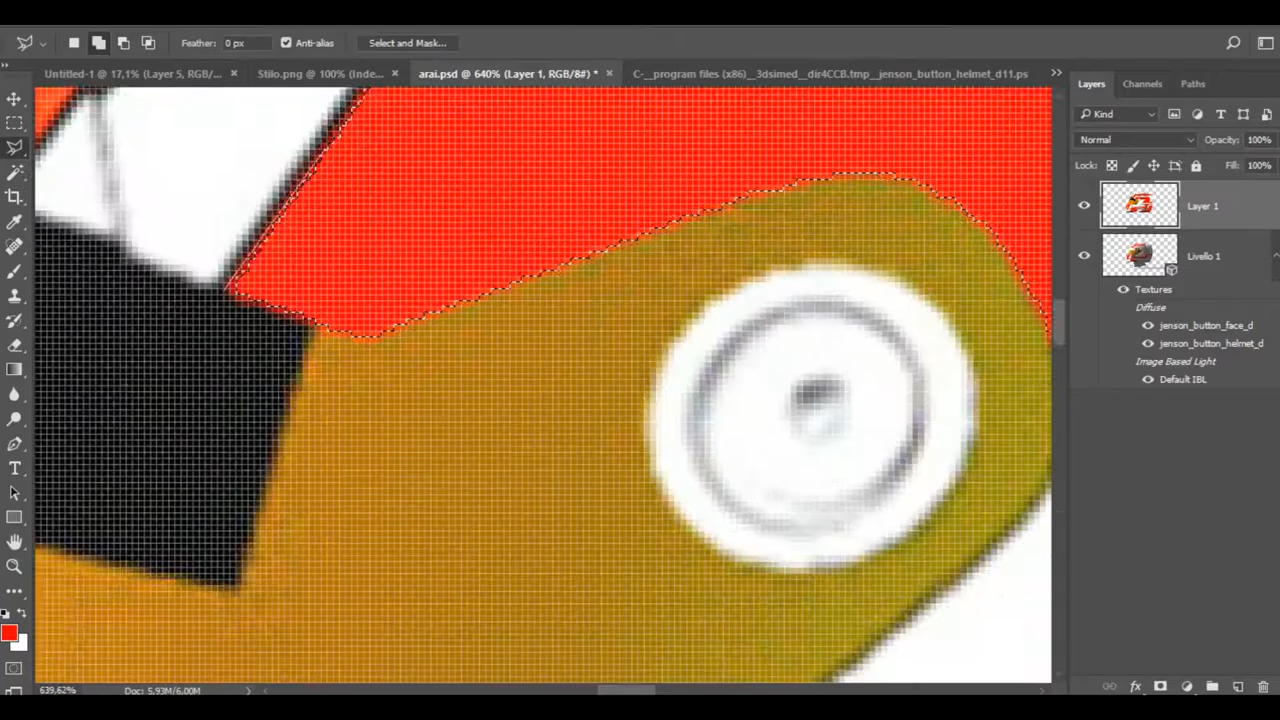 Feather: 0 px Anti-alias Select and Mask...
Untitled-1 @ 17,1% (Layer 5, RGB/... × Stilo.png @ 100% (Inde... × arai.psd @ 640% (Layer 1, RGB/8#) * × C-__program files (x86)__3dsimed__dir4CCB.tmp__jenson_button_helmet_d11.ps
Layers Channels Paths
Kind
Normal Opacity: 100%
Lock: Fill: 100%
Layer 1
Livello 1
Textures
Diffuse
jenson_button_face_d
jenson_button_helmet_d
Image Based Light
Default IBL
639,62% Doc: 5,93M/6,00M